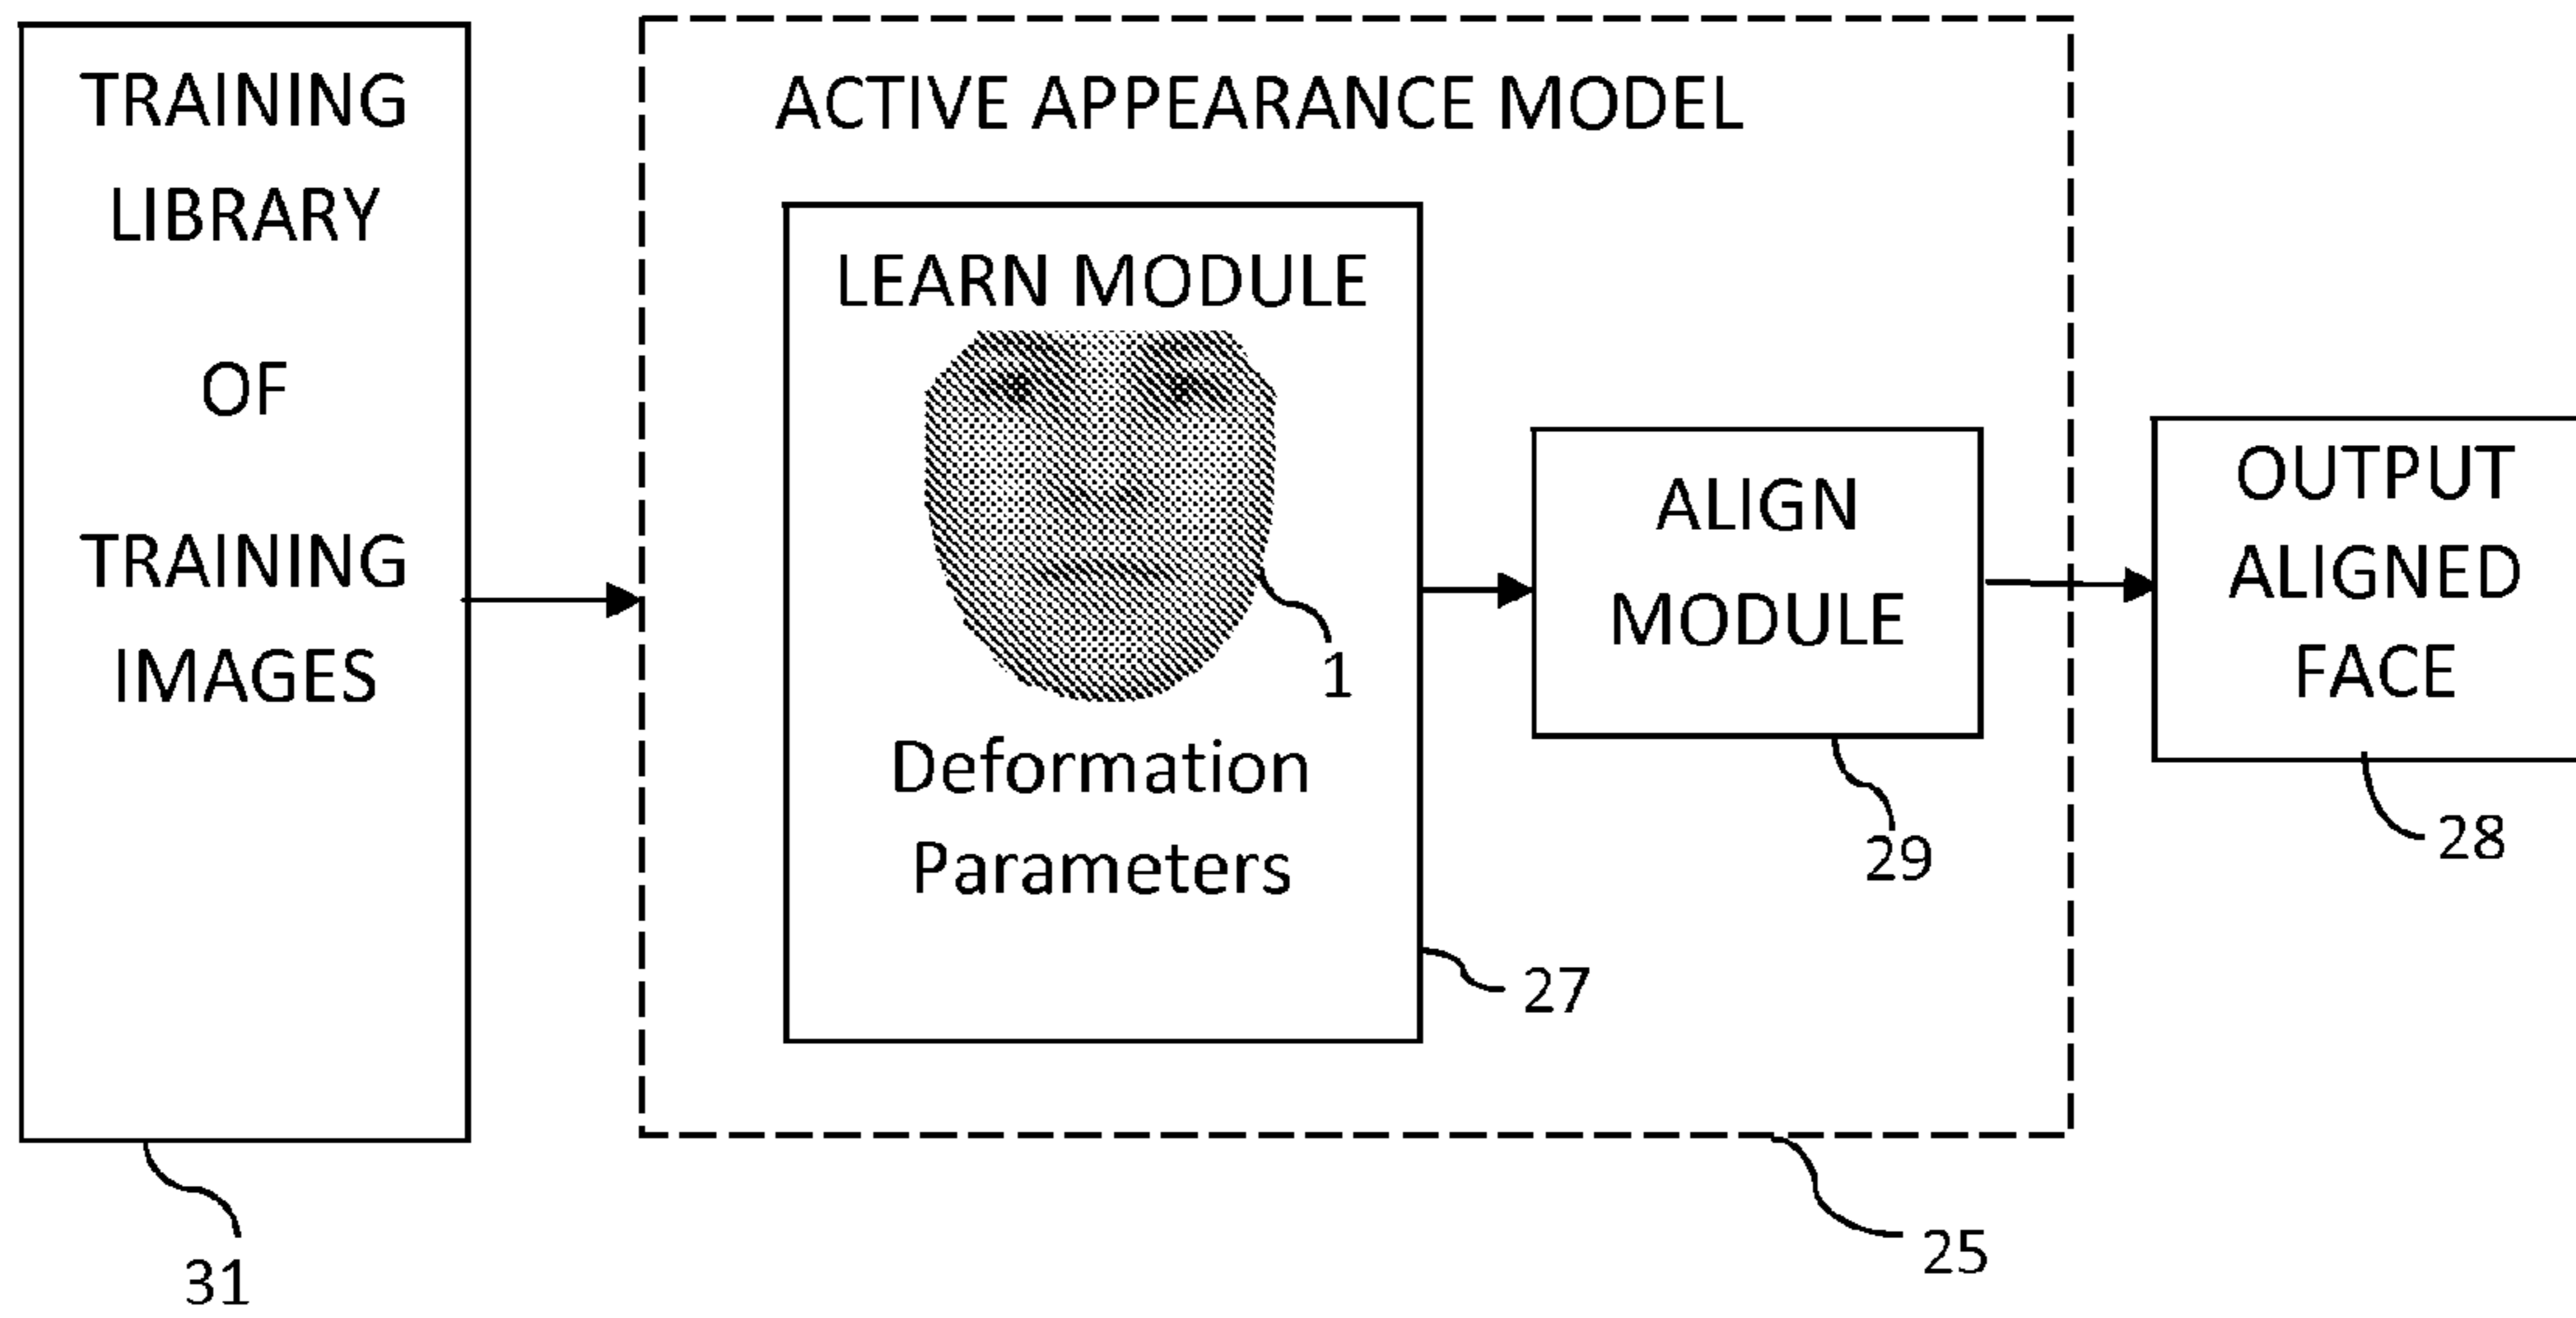 TRAINING
LIBRARY
OF
TRAINING
IMAGES
31
ACTIVE APPEARANCE MODEL
LEARN MODULE
1
Deformation
Parameters
27
ALIGN
MODULE
29
25
OUTPUT
ALIGNED
FACE
28